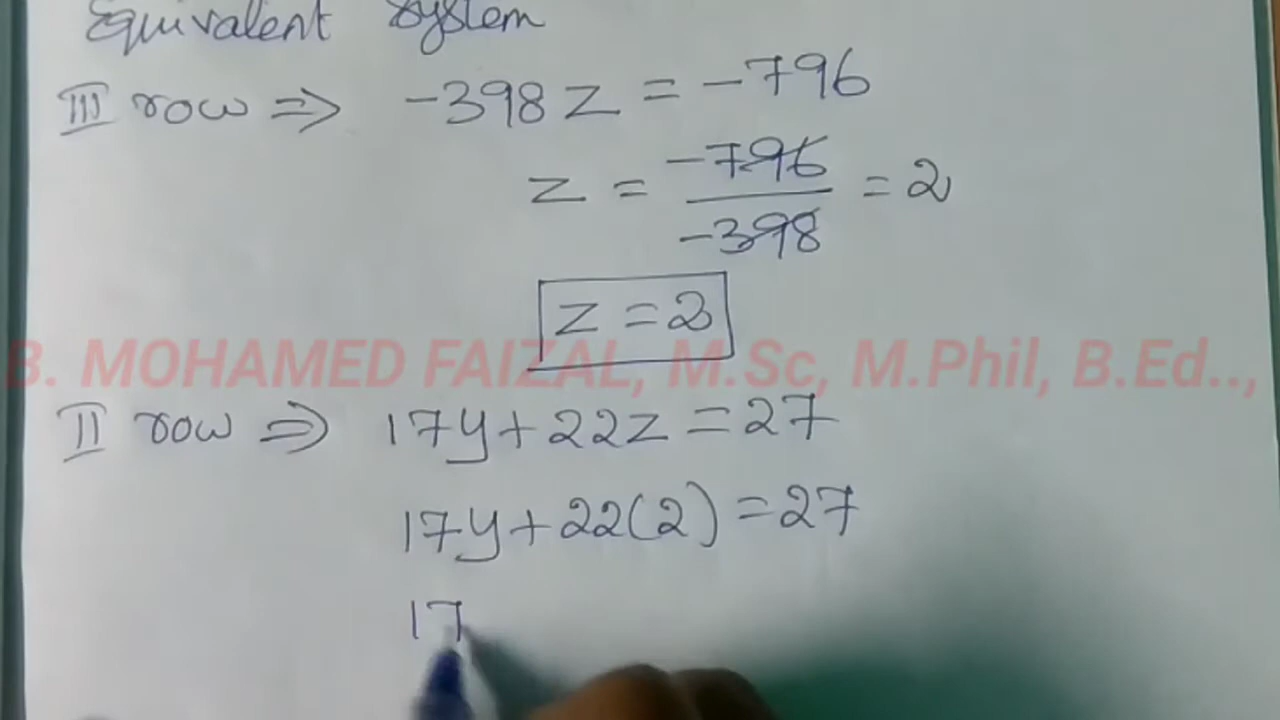 Equivalent System
III row ⇒ -398z = -796
z = -796/-398 = 2
z = 2
B. MOHAMED FAIZAL, M.Sc, M.Phil, B.Ed..,
II row ⇒ 17y+22z = 27
17y+22(2) = 27
17